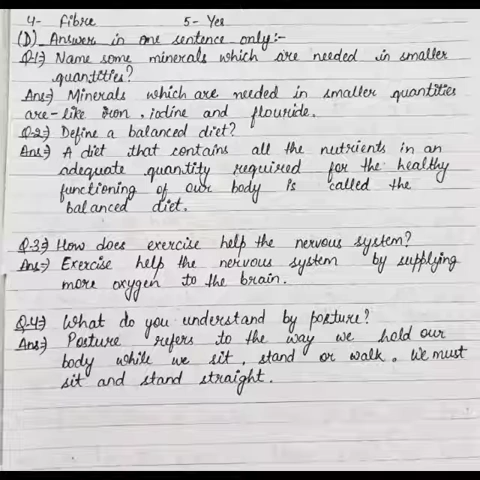 4- Fibre 5- Yes
(D) Answer in one sentence only:-
Q.1⇒ Name some minerals which are needed in smaller
quantities?
Ans⇒ Minerals which are needed in smaller quantities
are - like iron, iodine and flouride.
Q.2⇒ Define a balanced diet?
Ans⇒ A diet that contains all the nutrients in an
adequate quantity required for the healthy
functioning of our body is called the
balanced diet.
Q.3⇒ How does exercise help the nervous system?
Ans⇒ Exercise help the nervous system by supplying
more oxygen to the brain.
Q.4⇒ What do you understand by posture?
Ans⇒ Posture refers to the way we hold our
body while we sit, stand or walk. We must
sit and stand straight.